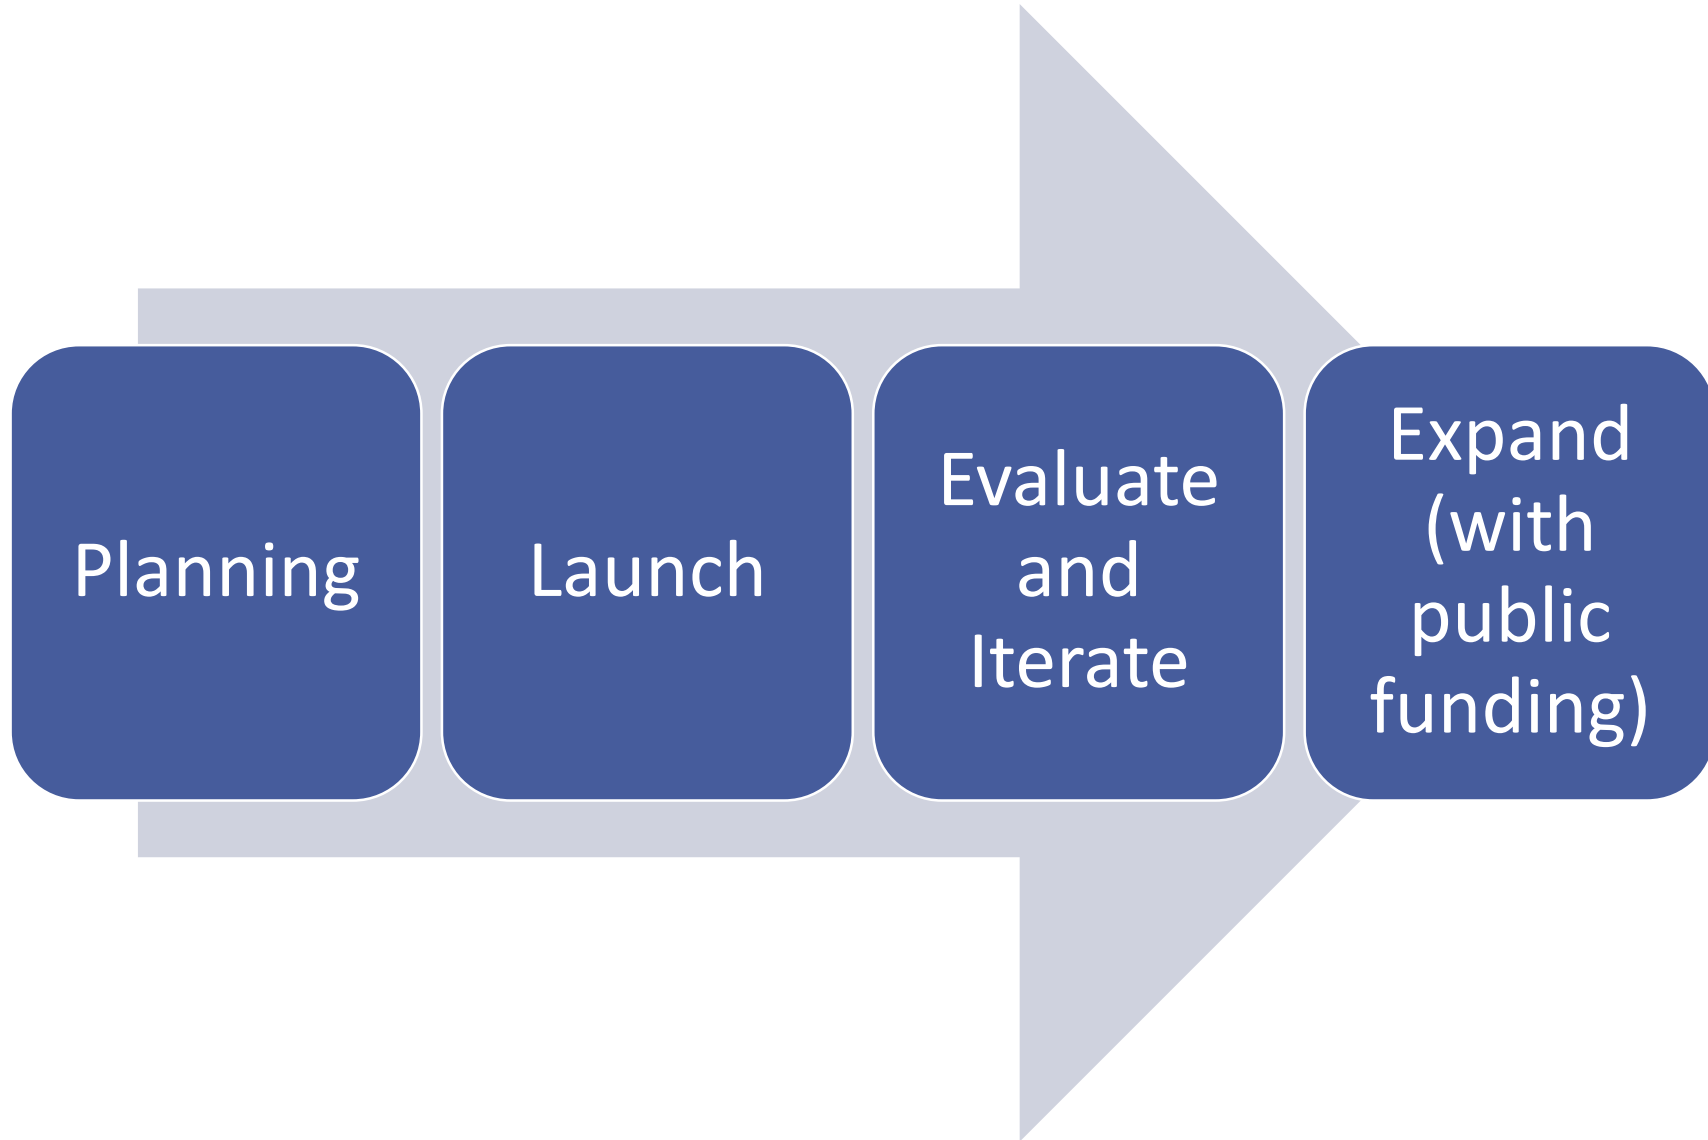 Planning
Launch
Evaluate
and
Iterate
Expand
(with
public
funding)